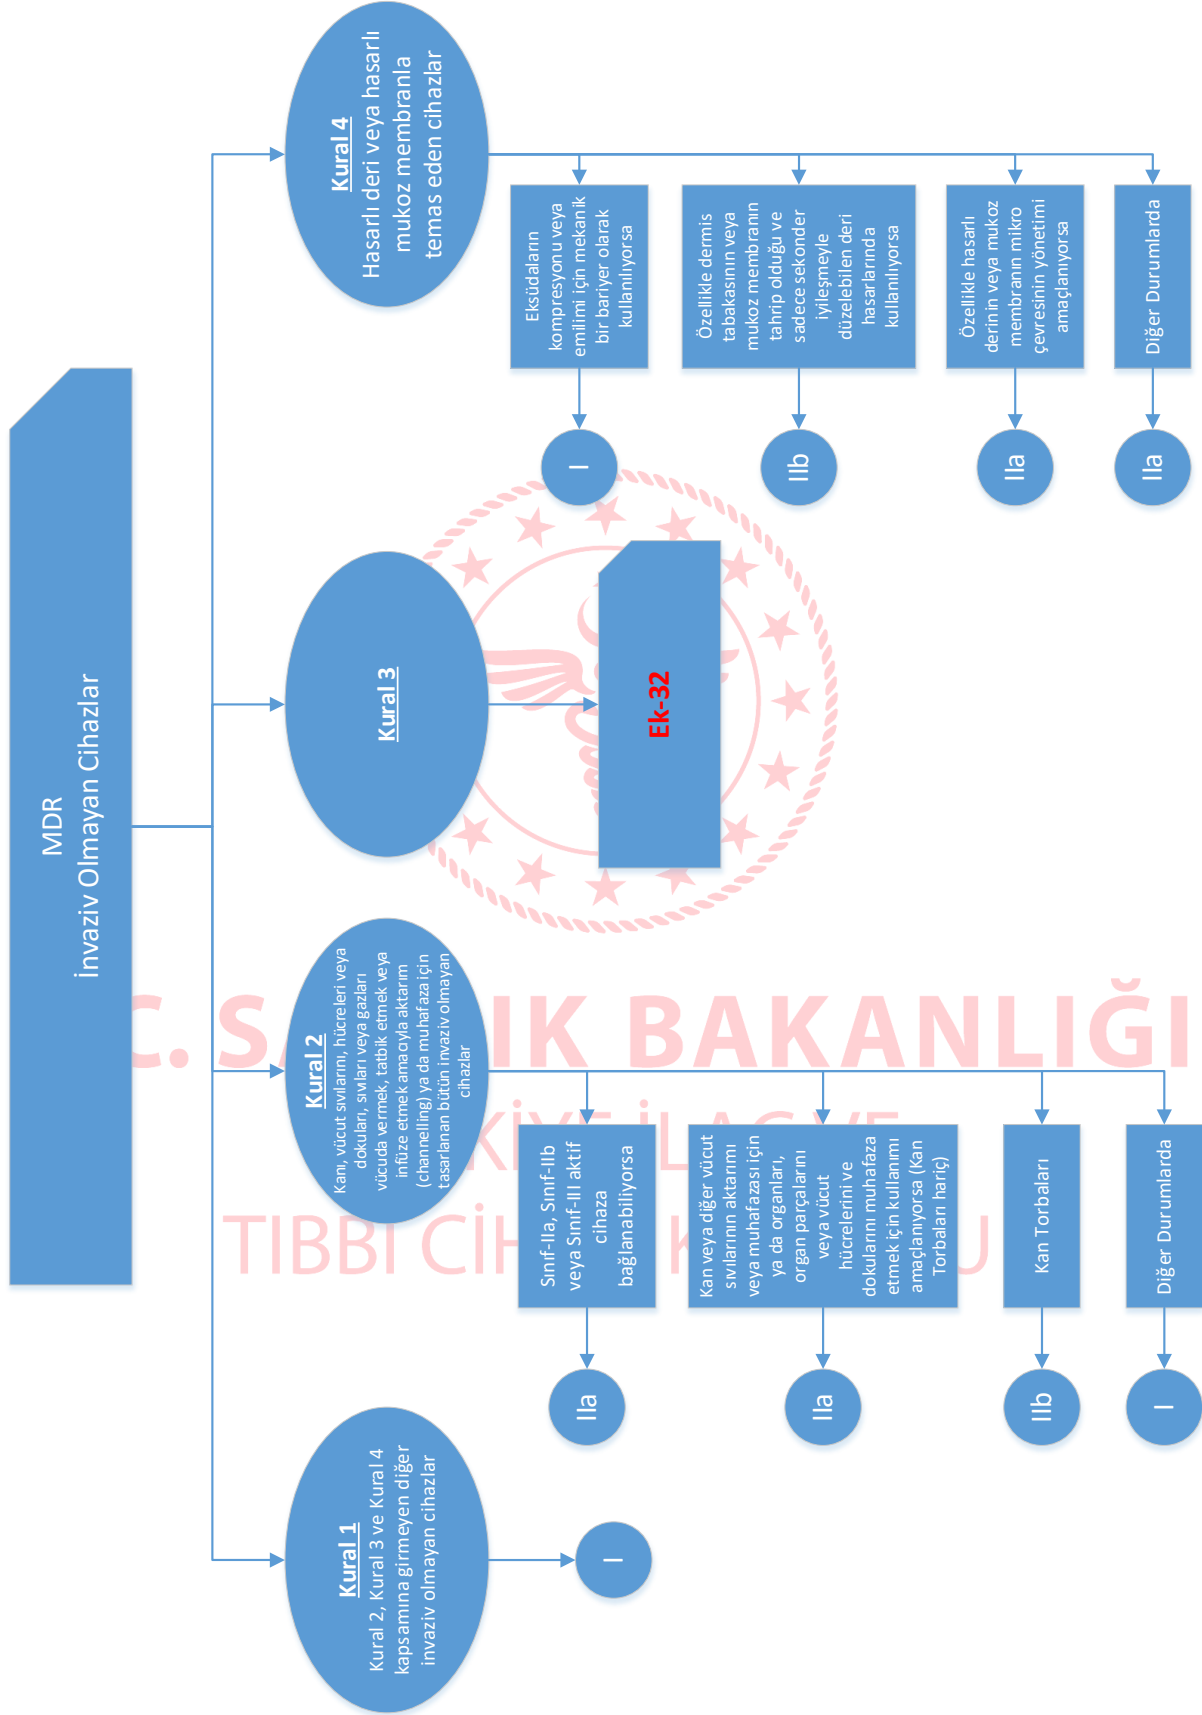 MDR
İnvaziv Olmayan Cihazlar
Kural 1
Kural 2, Kural 3 ve Kural 4
kapsamına girmeyen diğer
invaziv olmayan cihazlar
I
Kural 2
Kanı, vücut sıvılarını, hücreleri veya
dokuları, sıvıları veya gazları
vücuda vermek, tatbik etmek veya
infüze etmek amacıyla aktarım
(channelling) ya da muhafaza için
tasarlanan bütün invaziv olmayan
cihazlar
Sınıf-IIa, Sınıf-IIb
veya Sınıf-III aktif
cihaza
bağlanabiliyorsa
IIa
Kan veya diğer vücut
sıvılarının aktarımı
veya muhafazası için
ya da organları,
organ parçalarını
veya vücut
hücrelerini ve
dokularını muhafaza
etmek için kullanımı
amaçlanıyorsa (Kan
Torbaları hariç)
IIa
Kan Torbaları
IIb
Diğer Durumlarda
I
Kural 3
Ek-32
Kural 4
Hasarlı deri veya hasarlı
mukoz membranla
temas eden cihazlar
Eksüdaların
kompresyonu veya
emilimi için mekanik
bir bariyer olarak
kullanılıyorsa
I
Özellikle dermis
tabakasının veya
mukoz membranın
tahrip olduğu ve
sadece sekonder
iyileşmeyle
düzelebilen deri
hasarlarında
kullanılıyorsa
IIb
Özellikle hasarlı
derinin veya mukoz
membranın mikro
çevresinin yönetimi
amaçlanıyorsa
IIa
Diğer Durumlarda
IIa
BAKANLIĞI
TIBBİ